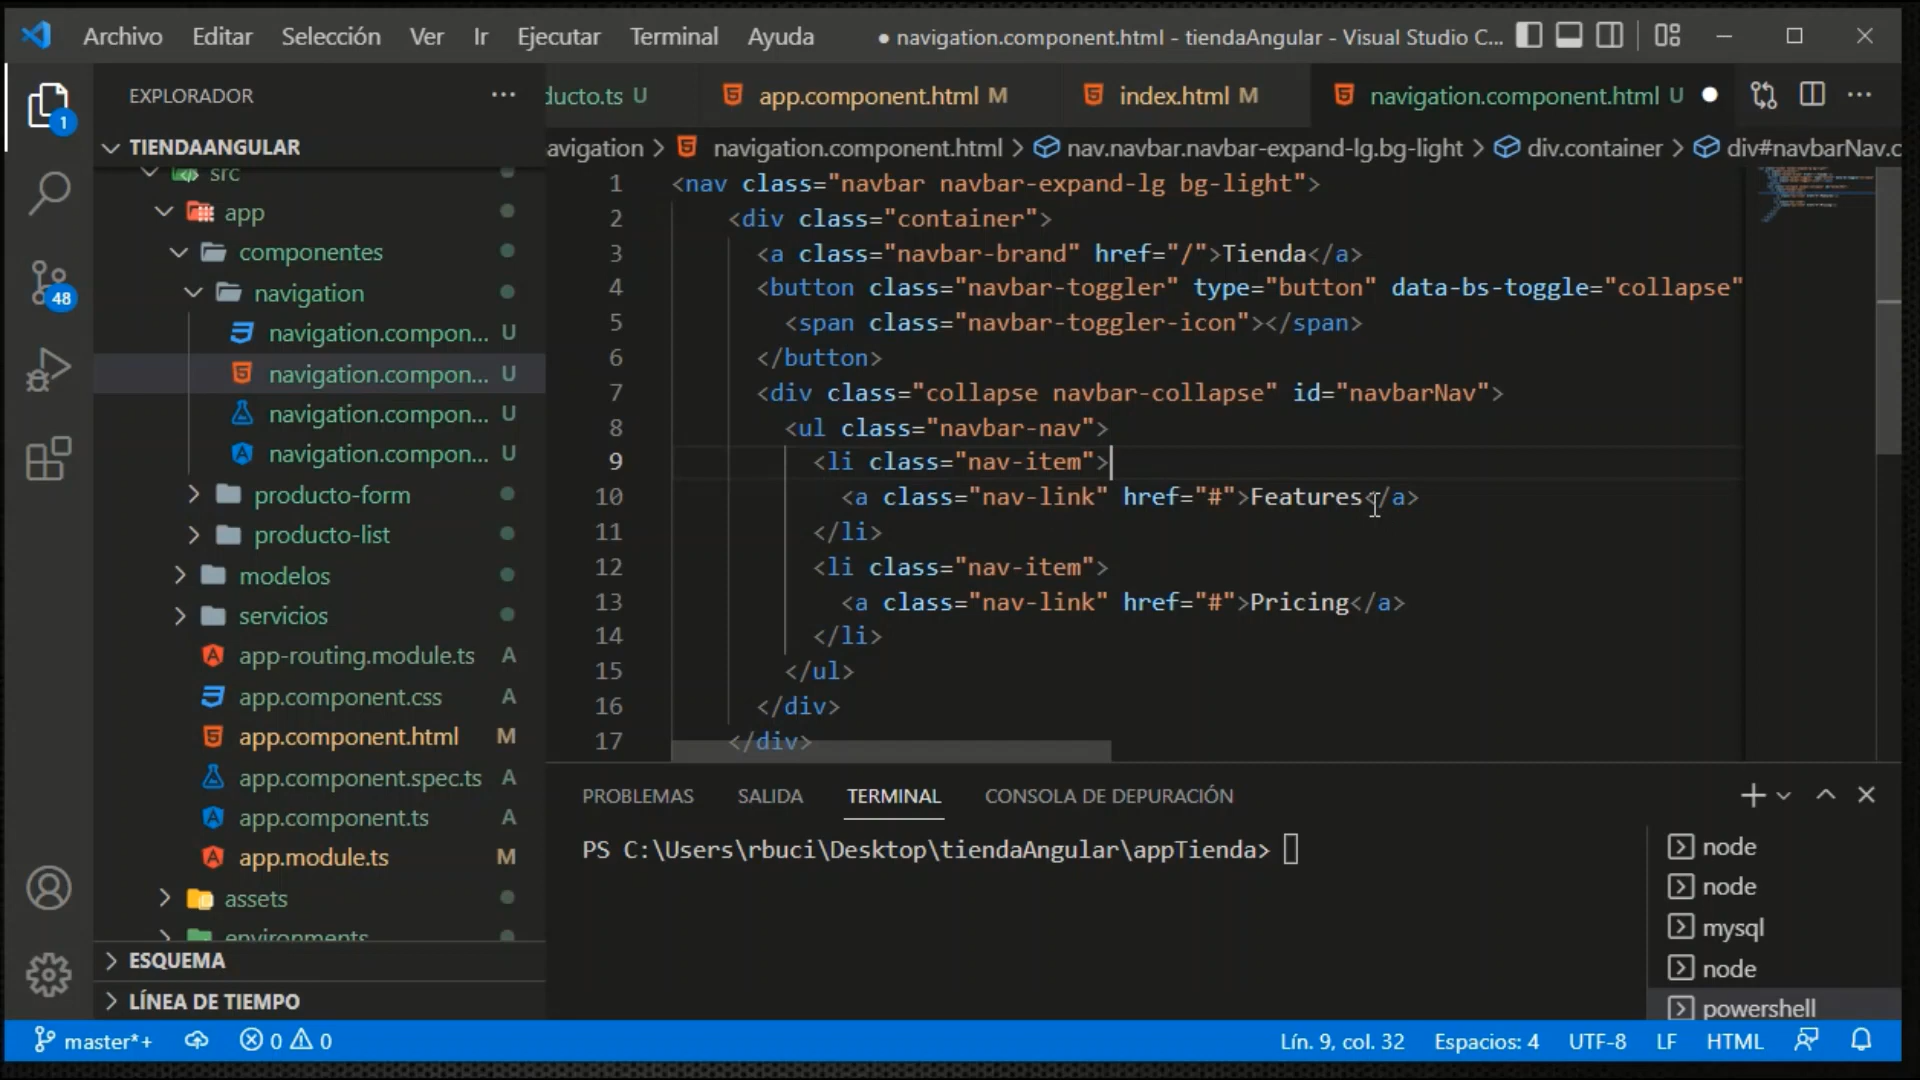 Archivo Editar Selección Ver Ir Ejecutar Terminal Ayuda ● navigation.component.html - tiendaAngular - Visual Studio C...
EXPLORADOR ···
ducto.ts U app.component.html M index.html M navigation.component.html U
TIENDAANGULAR
avigation > navigation.component.html > nav.navbar.navbar-expand-lg.bg-light > div.container > div#navbarNav.c
src
app
componentes
navigation
navigation.compon... U
navigation.compon... U
navigation.compon... U
navigation.compon... U
producto-form
producto-list
modelos
servicios
app-routing.module.ts A
app.component.css A
app.component.html M
app.component.spec.ts A
app.component.ts A
app.module.ts M
assets
environments
ESQUEMA
LÍNEA DE TIEMPO
1 <nav class="navbar navbar-expand-lg bg-light">
2 <div class="container">
3 <a class="navbar-brand" href="/">Tienda</a>
4 <button class="navbar-toggler" type="button" data-bs-toggle="collapse"
5 <span class="navbar-toggler-icon"></span>
6 </button>
7 <div class="collapse navbar-collapse" id="navbarNav">
8 <ul class="navbar-nav">
9 <li class="nav-item">
10 <a class="nav-link" href="#">Features</a>
11 </li>
12 <li class="nav-item">
13 <a class="nav-link" href="#">Pricing</a>
14 </li>
15 </ul>
16 </div>
17 </div>
PROBLEMAS SALIDA TERMINAL CONSOLA DE DEPURACIÓN
PS C:\Users\rbuci\Desktop\tiendaAngular\appTienda>
node
node
mysql
node
powershell
1
48
master*+ 0 0 Lín. 9, col. 32 Espacios: 4 UTF-8 LF HTML